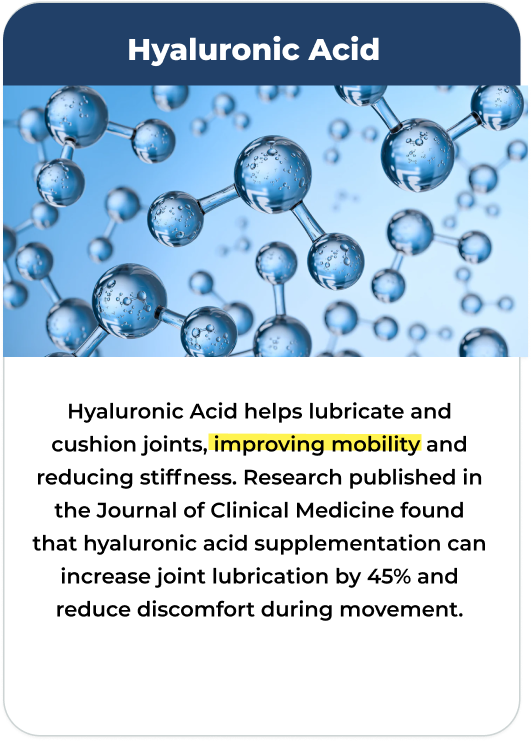 Hyaluronic Acid
Hyaluronic Acid helps lubricate and
cushion joints, improving mobility and
reducing stiffness. Research published in
the Journal of Clinical Medicine found
that hyaluronic acid supplementation can
increase joint lubrication by 45% and
reduce discomfort during movement.